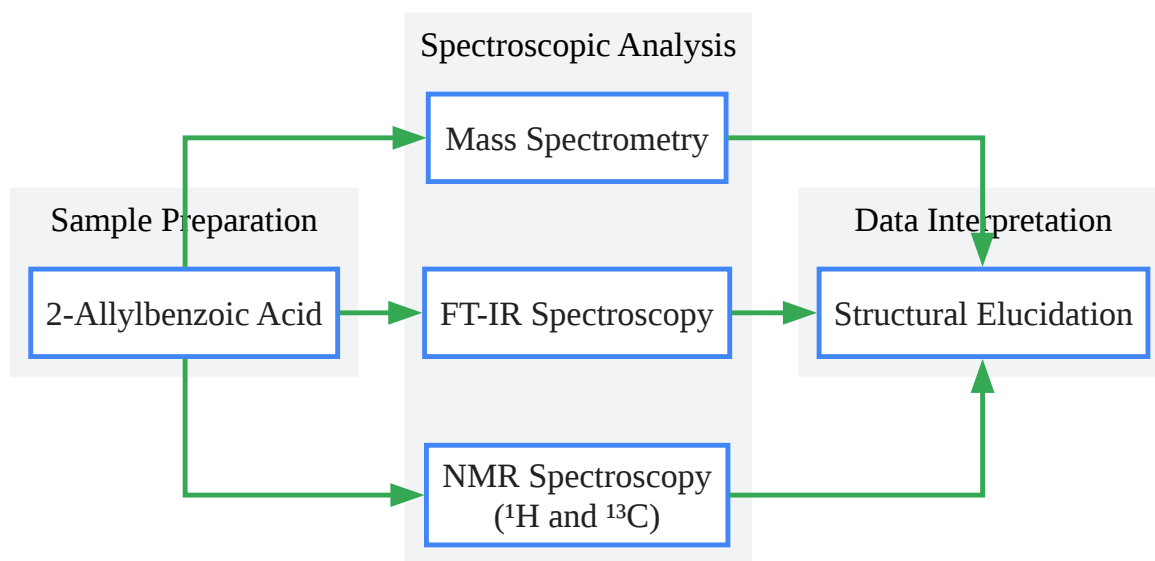 Spectroscopic Analysis
Mass Spectrometry
Sample Preparation
Data Interpretation
2-Allylbenzoic Acid
FT-IR Spectroscopy
Structural Elucidation
NMR Spectroscopy
(¹H and ¹³C)